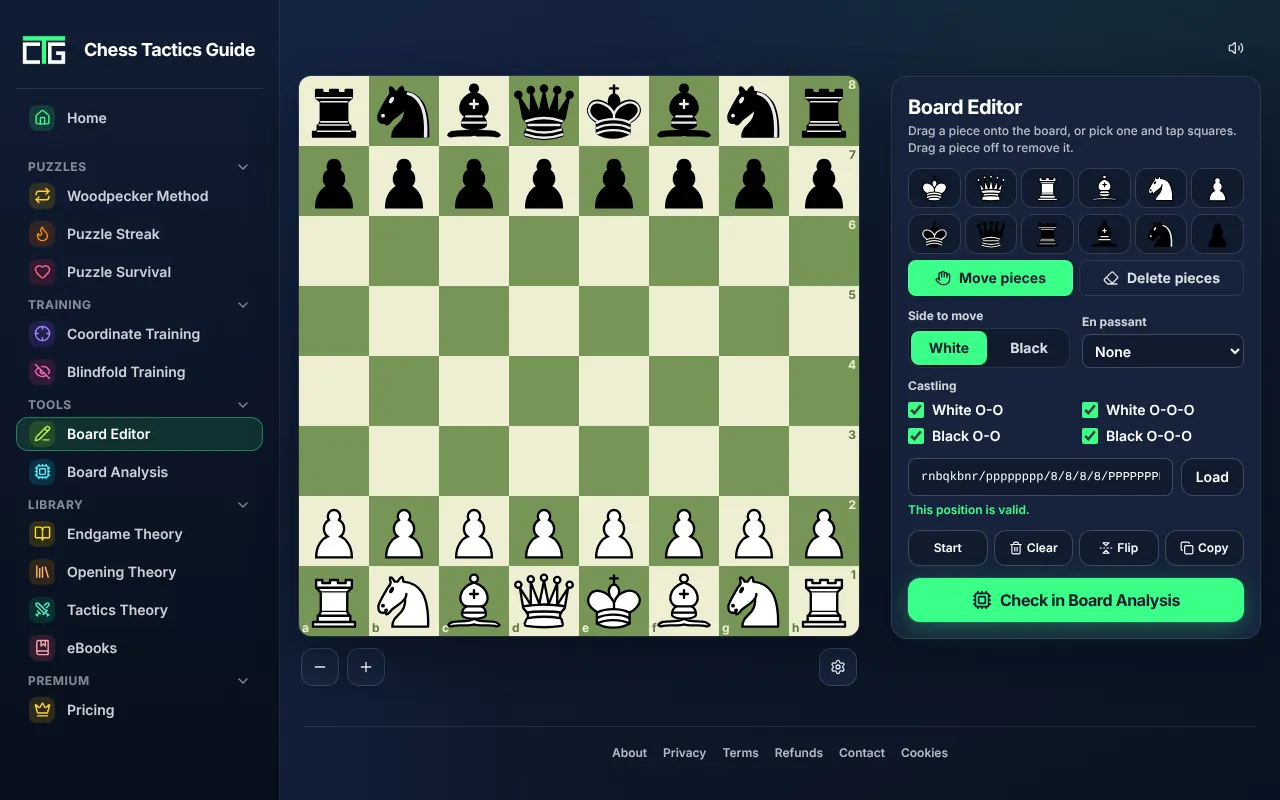 CTG
Chess Tactics Guide
Home
PUZZLES
Woodpecker Method
Puzzle Streak
Puzzle Survival
TRAINING
Coordinate Training
Blindfold Training
TOOLS
Board Editor
Board Analysis
LIBRARY
Endgame Theory
Opening Theory
Tactics Theory
eBooks
PREMIUM
Pricing
8
7
6
5
4
3
2
1
a b c d e f g h
Board Editor
Drag a piece onto the board, or pick one and tap squares.
Drag a piece off to remove it.
Move pieces
Delete pieces
Side to move
White
Black
En passant
None
Castling
White O-O
White O-O-O
Black O-O
Black O-O-O
rnbqkbnr/pppppppp/8/8/8/8/PPPPPPPP
Load
This position is valid.
Start
Clear
Flip
Copy
Check in Board Analysis
About
Privacy
Terms
Refunds
Contact
Cookies